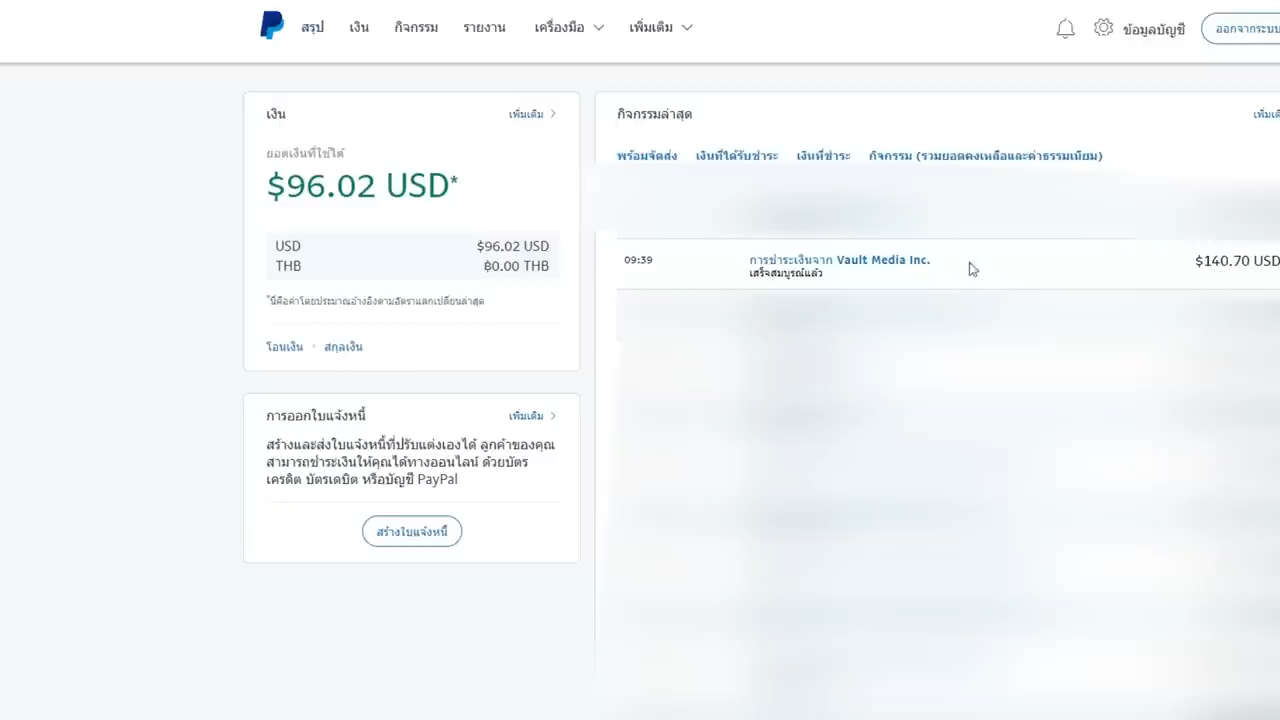 สรุป
เงิน
กิจกรรม
รายงาน
เครื่องมือ
เพิ่มเติม
ข้อมูลบัญชี
ออกจากระบบ
เงิน
เพิ่มเติม
ยอดเงินที่ใช้ได้
$96.02 USD*
USD $96.02 USD
THB ฿0.00 THB
*นี่คือค่าโดยประมาณอ้างอิงตามอัตราแลกเปลี่ยนล่าสุด
โอนเงิน • สกุลเงิน
การออกใบแจ้งหนี้
เพิ่มเติม
สร้างและส่งใบแจ้งหนี้ที่ปรับแต่งเองได้ ลูกค้าของคุณ
สามารถชำระเงินให้คุณได้ทางออนไลน์ ด้วยบัตร
เครดิต บัตรเดบิต หรือบัญชี PayPal
สร้างใบแจ้งหนี้
กิจกรรมล่าสุด
พร้อมจัดส่ง
เงินที่ได้รับชำระ
เงินที่ชำระ
กิจกรรม (รวมยอดคงเหลือและค่าธรรมเนียม)
09:39
การชำระเงินจาก Vault Media Inc.
$140.70 USD
เสร็จสมบูรณ์แล้ว